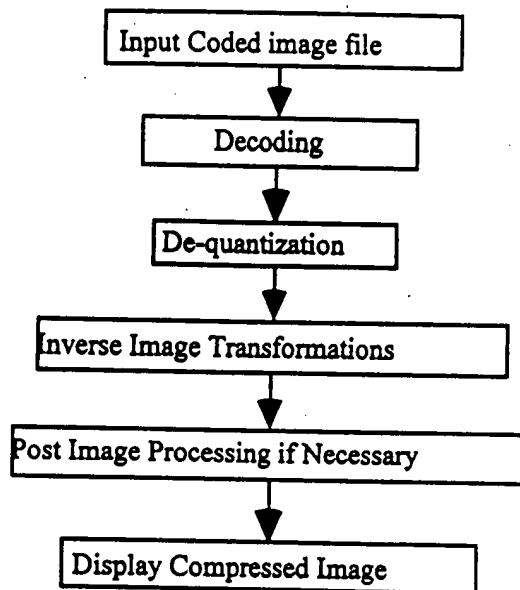 Input Coded image file
Decoding
De-quantization
Inverse Image Transformations
Post Image Processing if Necessary
Display Compressed Image